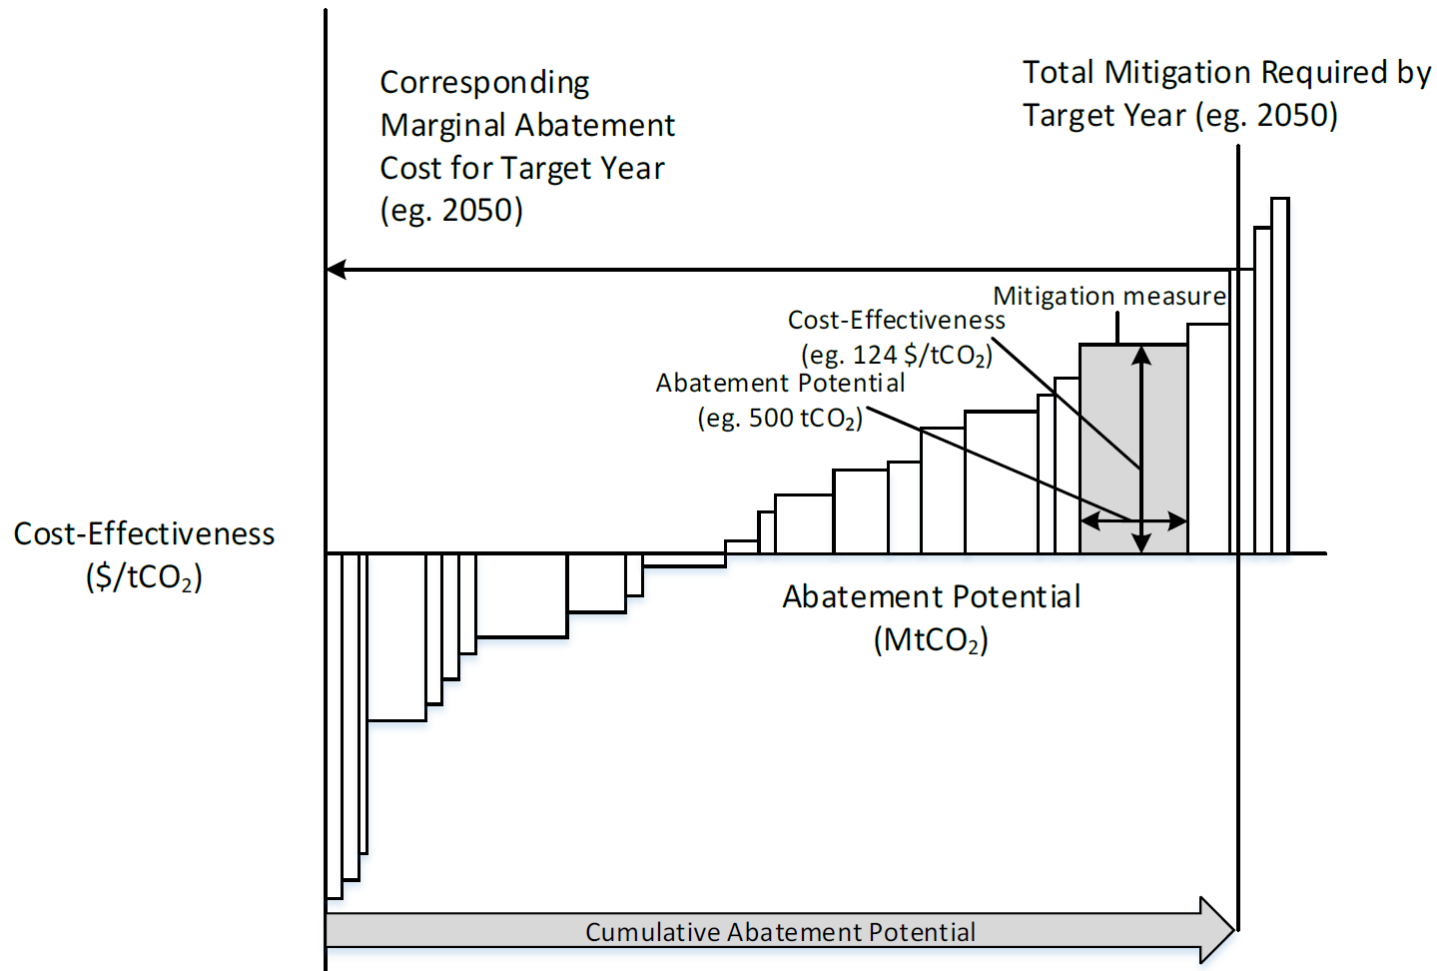 Corresponding
Marginal Abatement
Cost for Target Year
(eg. 2050)
Total Mitigation Required by
Target Year (eg. 2050)
Mitigation measure
Cost-Effectiveness
(eg. 124 $/tCO₂)
Abatement Potential
(eg. 500 tCO₂)
Cost-Effectiveness
($/tCO₂)
Abatement Potential
(MtCO₂)
Cumulative Abatement Potential